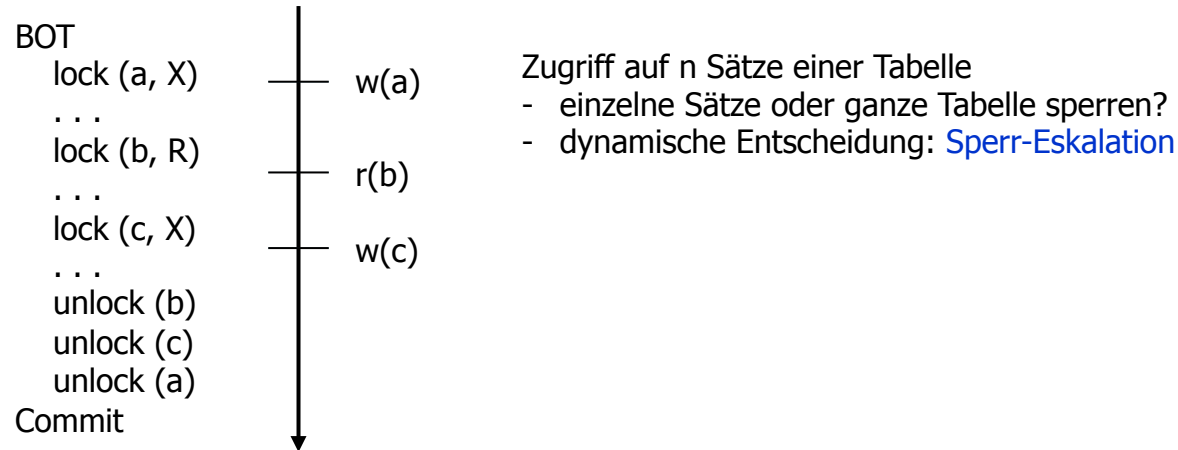 BOT
lock (a, X)
. . .
lock (b, R)
. . .
lock (c, X)
. . .
unlock (b)
unlock (c)
unlock (a)
Commit
w(a)
r(b)
w(c)
Zugriff auf n Sätze einer Tabelle
- einzelne Sätze oder ganze Tabelle sperren?
- dynamische Entscheidung: Sperr-Eskalation